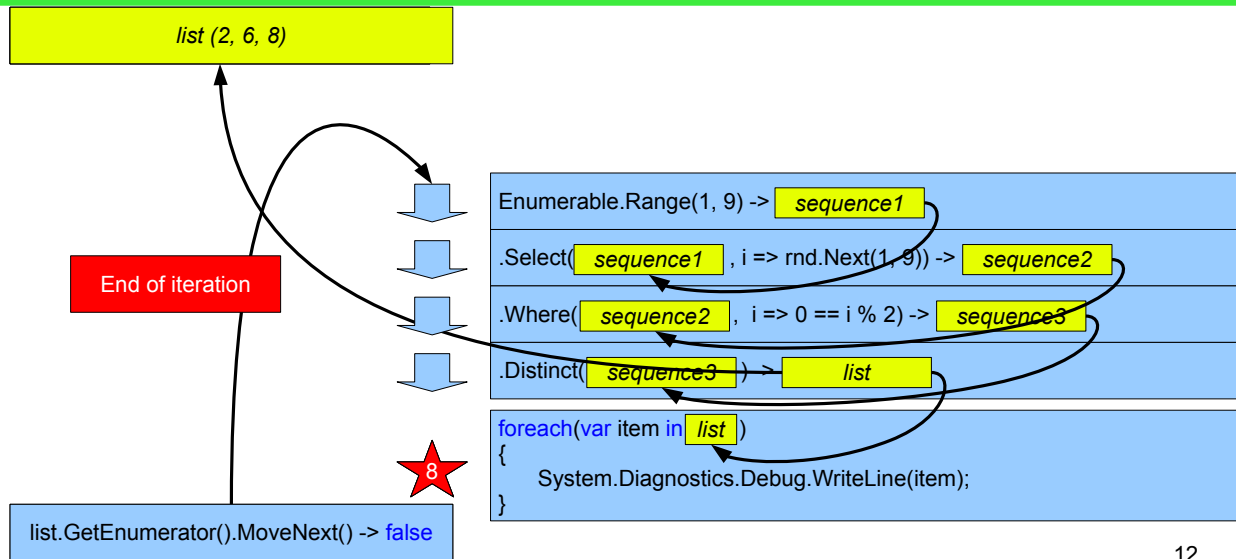 list (2, 6, 8)
Enumerable.Range(1, 9) -> sequence1
.Select( sequence1 , i => rnd.Next(1, 9)) -> sequence2
End of iteration
.Where( sequence2 , i => 0 == i % 2) -> sequence3
.Distinct( sequence3 ) -> list
foreach(var item in list )
{
8
System.Diagnostics.Debug.WriteLine(item);
}
list.GetEnumerator().MoveNext() -> false
12